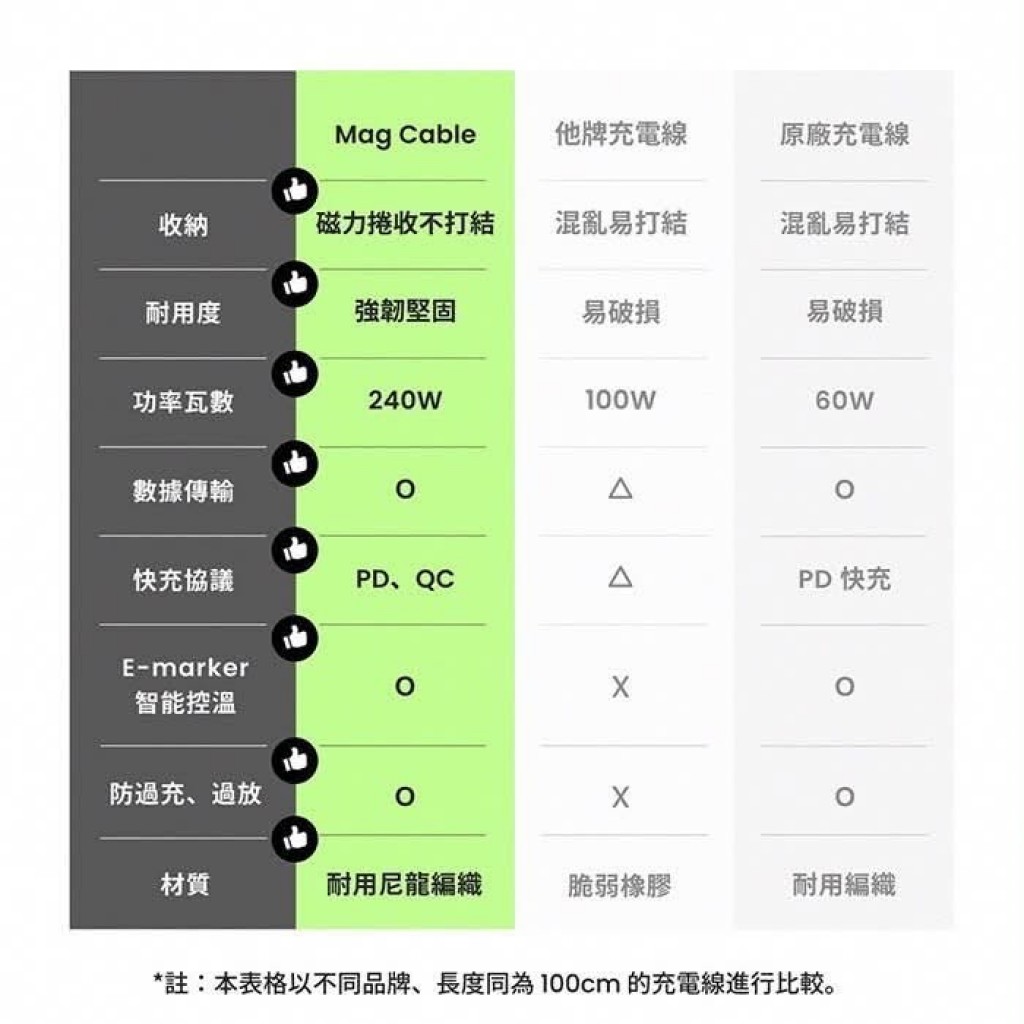 Mag Cable 他牌充電線 原廠充電線
收納 磁力捲收不打結 混亂易打結 混亂易打結
耐用度 強韌堅固 易破損 易破損
功率瓦數 240W 100W 60W
數據傳輸 O △ O
快充協議 PD、QC △ PD 快充
E-marker
智能控溫 O X O
防過充、過放 O X O
材質 耐用尼龍編織 脆弱橡膠 耐用編織
*註：本表格以不同品牌、長度同為 100cm 的充電線進行比較。